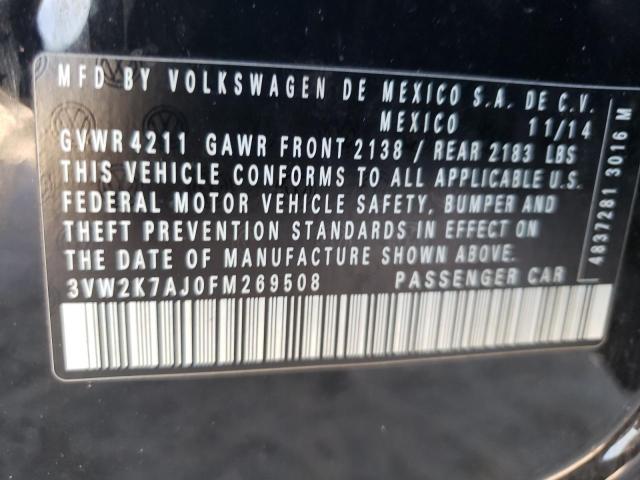 MFD BY VOLKSWAGEN DE MEXICO S.A. DE C.V.
MEXICO 11/14
GVWR 4211 GAWR FRONT 2138 / REAR 2183 LBS
THIS VEHICLE CONFORMS TO ALL APPLICABLE U.S.
FEDERAL MOTOR VEHICLE SAFETY, BUMPER AND
THEFT PREVENTION STANDARDS IN EFFECT ON
THE DATE OF MANUFACTURE SHOWN ABOVE.
3VW2K7AJ0FM269508 PASSENGER CAR
4837281 3016 M